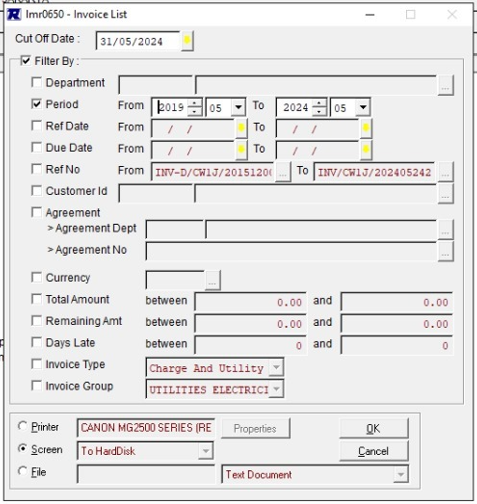 Imr0650 - Invoice List
Cut Off Date : 31/05/2024
Filter By :
Department
Period From 2019 05 To 2024 05
Ref Date From / / To / /
Due Date From / / To / /
Ref No From INV-D/CW1J/2015120 ... To INV/CW1J/202405242 ...
Customer Id ...
Agreement
> Agreement Dept ...
> Agreement No ...
Currency ...
Total Amount between 0.00 and 0.00
Remaining Amt between 0.00 and 0.00
Days Late between 0 and 0
Invoice Type Charge And Utility
Invoice Group UTILITIES ELECTRICI
Printer CANON MG2500 SERIES (RE Properties OK
Screen To HardDisk Cancel
File Text Document